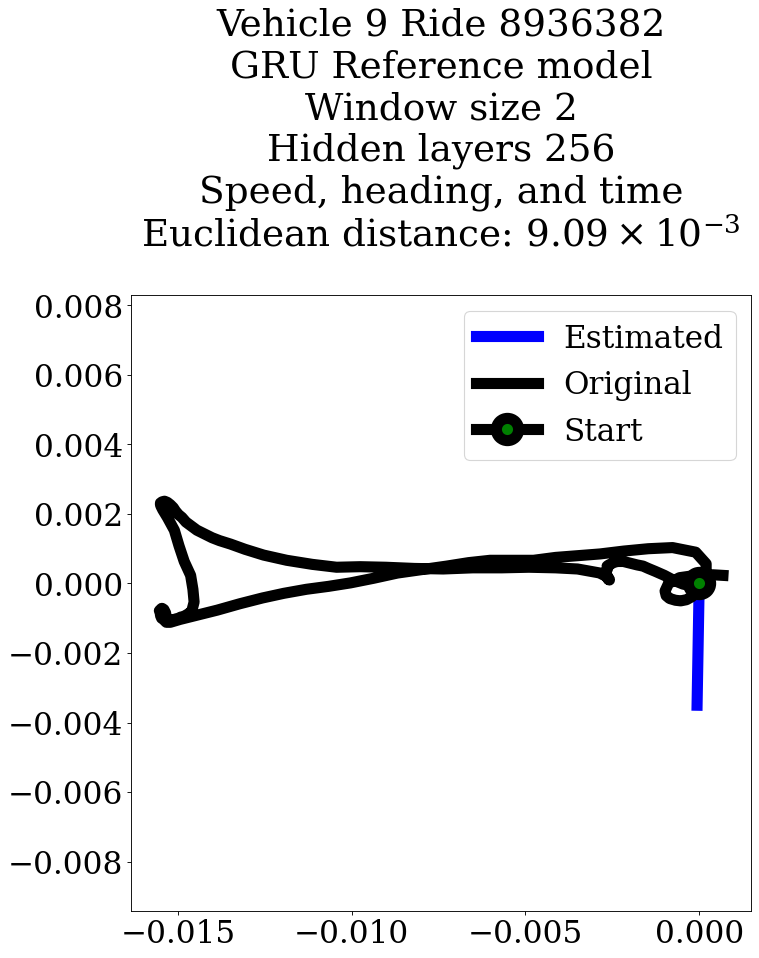 Vehicle 9 Ride 8936382
GRU Reference model
Window size 2
Hidden layers 256
Speed, heading, and time
Euclidean distance: 9.09 × 10⁻³
0.008
0.006
0.004
0.002
0.000
−0.002
−0.004
−0.006
−0.008
Estimated
Original
Start
−0.015
−0.010
−0.005
0.000